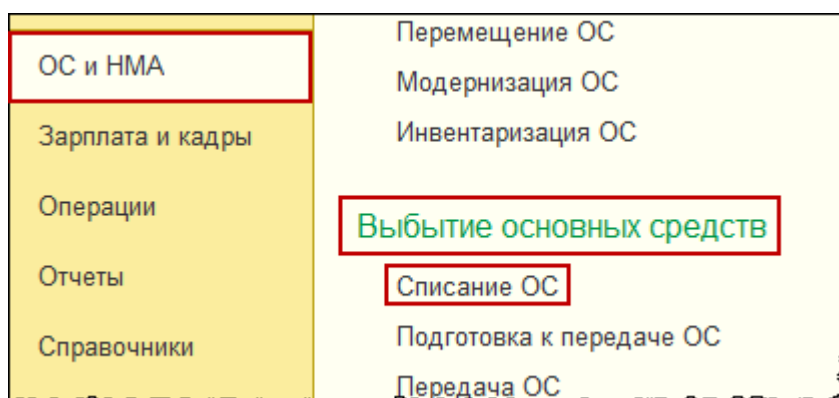 ОС и НМА
Зарплата и кадры
Операции
Отчеты
Справочники
Перемещение ОС
Модернизация ОС
Инвентаризация ОС
Выбытие основных средств
Списание ОС
Подготовка к передаче ОС
Передача ОС